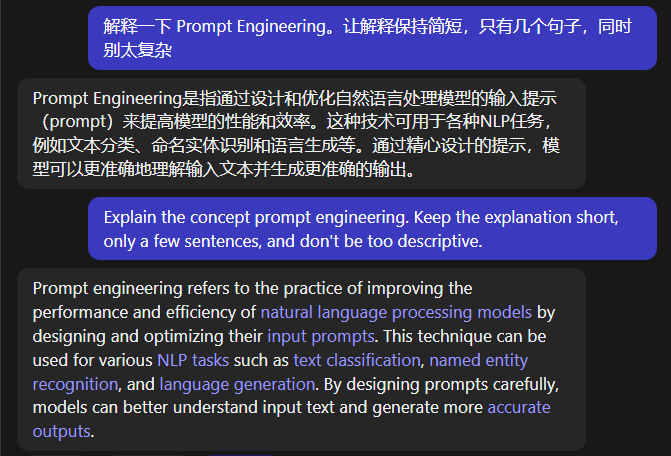 解释一下 Prompt Engineering。让解释保持简短，只有几个句子，同时
别太复杂
Prompt Engineering是指通过设计和优化自然语言处理模型的输入提示
（prompt）来提高模型的性能和效率。这种技术可用于各种NLP任务，
例如文本分类、命名实体识别和语言生成等。通过精心设计的提示，模
型可以更准确地理解输入文本并生成更准确的输出。
Explain the concept prompt engineering. Keep the explanation short,
only a few sentences, and don't be too descriptive.
Prompt engineering refers to the practice of improving the
performance and efficiency of natural language processing models by
designing and optimizing their input prompts. This technique can be
used for various NLP tasks such as text classification, named entity
recognition, and language generation. By designing prompts carefully,
models can better understand input text and generate more accurate
outputs.